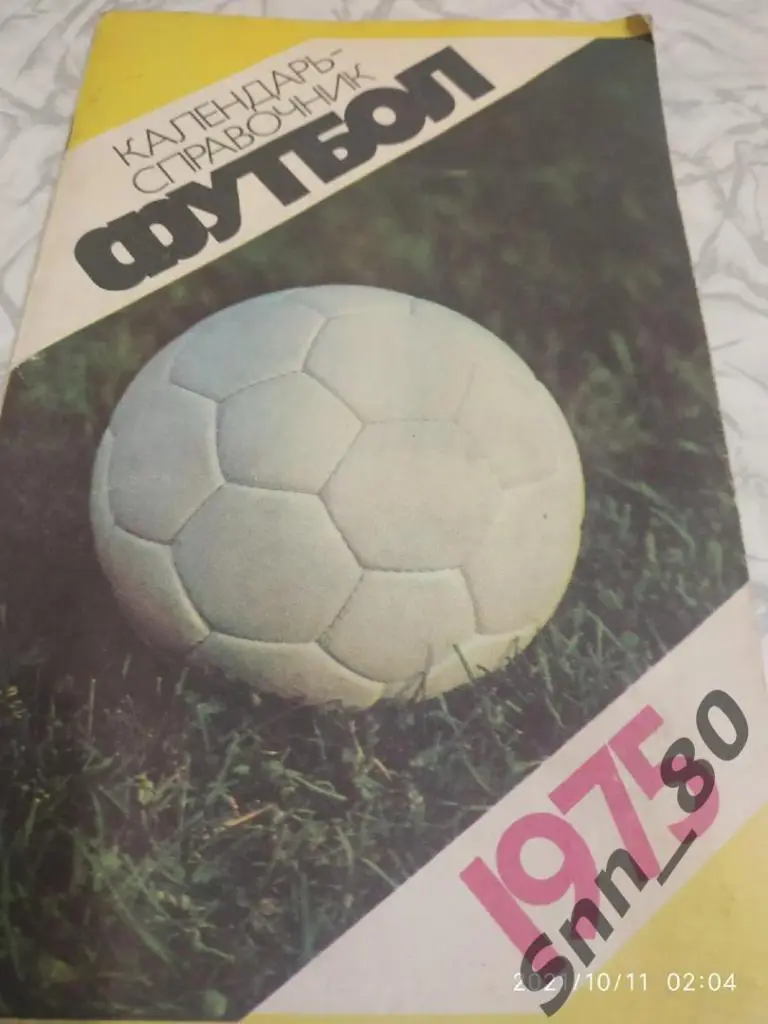 КАЛЕНДАРЬ-
СПРАВОЧНИК
ФУТБОЛ
1975
Snn_80
2021/10/11 02:04